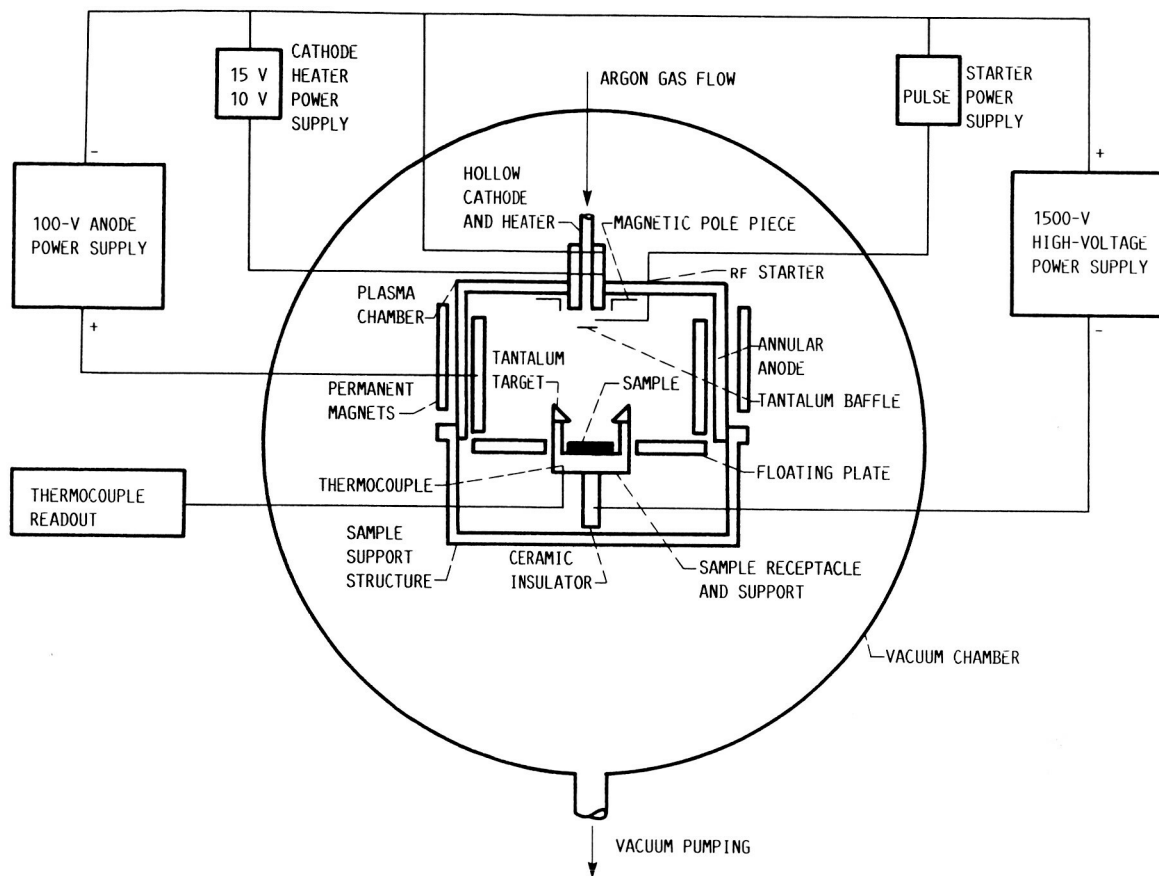 CATHODE
HEATER
POWER
SUPPLY
15 V
10 V
ARGON GAS FLOW
PULSE
STARTER
POWER
SUPPLY
-
+
100-V ANODE
POWER SUPPLY
+
-
1500-V
HIGH-VOLTAGE
POWER SUPPLY
HOLLOW
CATHODE
AND HEATER
MAGNETIC POLE PIECE
RF STARTER
PLASMA
CHAMBER
ANNULAR
ANODE
TANTALUM
TARGET
SAMPLE
PERMANENT
MAGNETS
TANTALUM BAFFLE
THERMOCOUPLE
FLOATING PLATE
THERMOCOUPLE
READOUT
SAMPLE
SUPPORT
STRUCTURE
CERAMIC
INSULATOR
SAMPLE RECEPTACLE
AND SUPPORT
VACUUM CHAMBER
VACUUM PUMPING